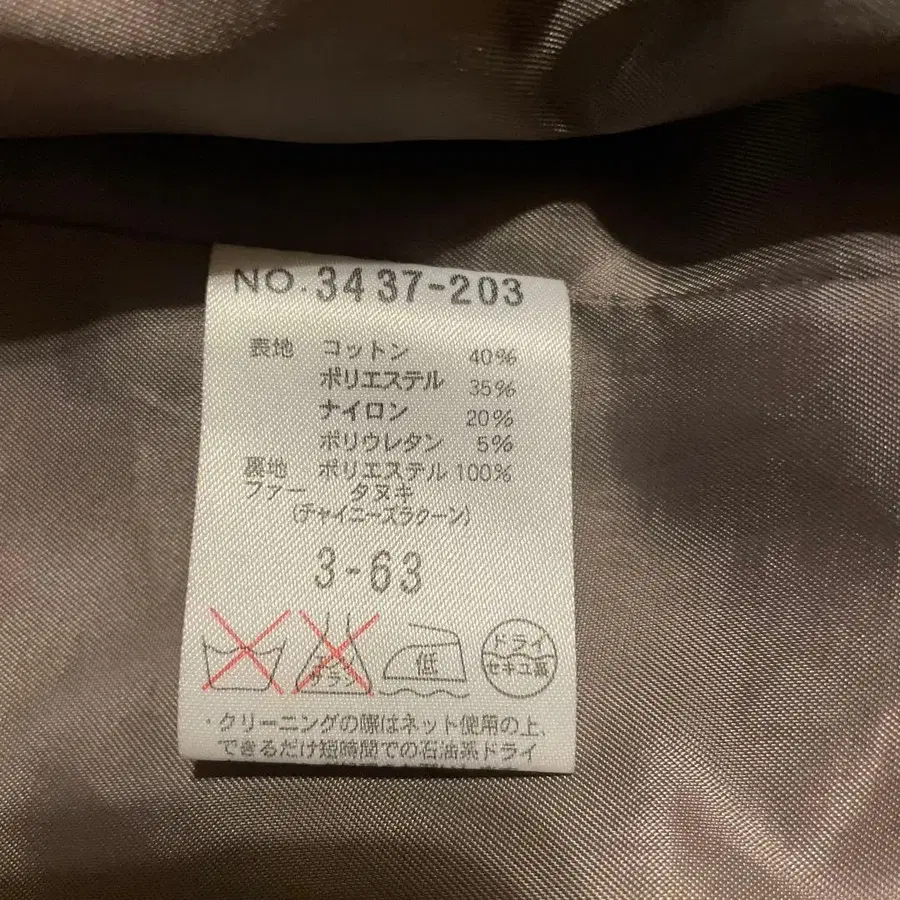 NO.3437-203
表地 コットン 40%
ポリエステル 35%
ナイロン 20%
ポリウレタン 5%
裏地 ポリエステル 100%
ファー タヌキ
(チャイニーズラクーン)
3-63
エンソ
サラシ
低
ドライ
セキユ系
・クリーニングの際はネット使用の上、
できるだけ短時間での石油系ドライ